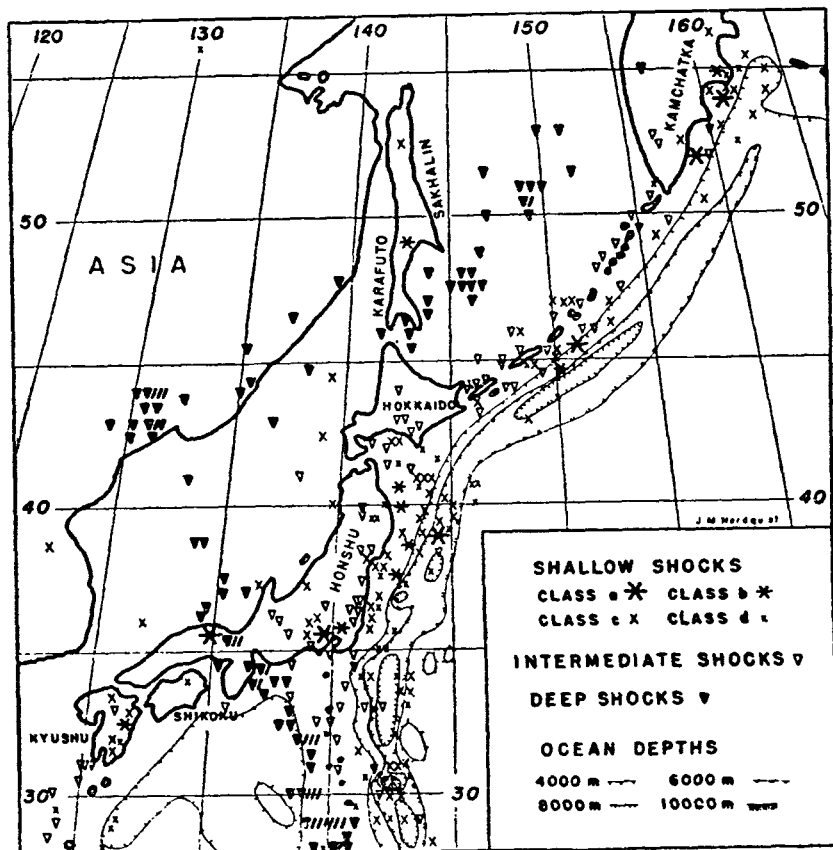 120
130
140
150
160
KAMCHATKA
SAKHALIN
KARAFUTO
50
50
ASIA
HOKKAIDO
40
40
J M Nordquist
HONSHU
SHALLOW SHOCKS
CLASS a CLASS b
CLASS c x CLASS d x
INTERMEDIATE SHOCKS
DEEP SHOCKS
SHIKOKU
KYUSHU
OCEAN DEPTHS
4000 m 6000 m
8000 m 10000 m
30
30